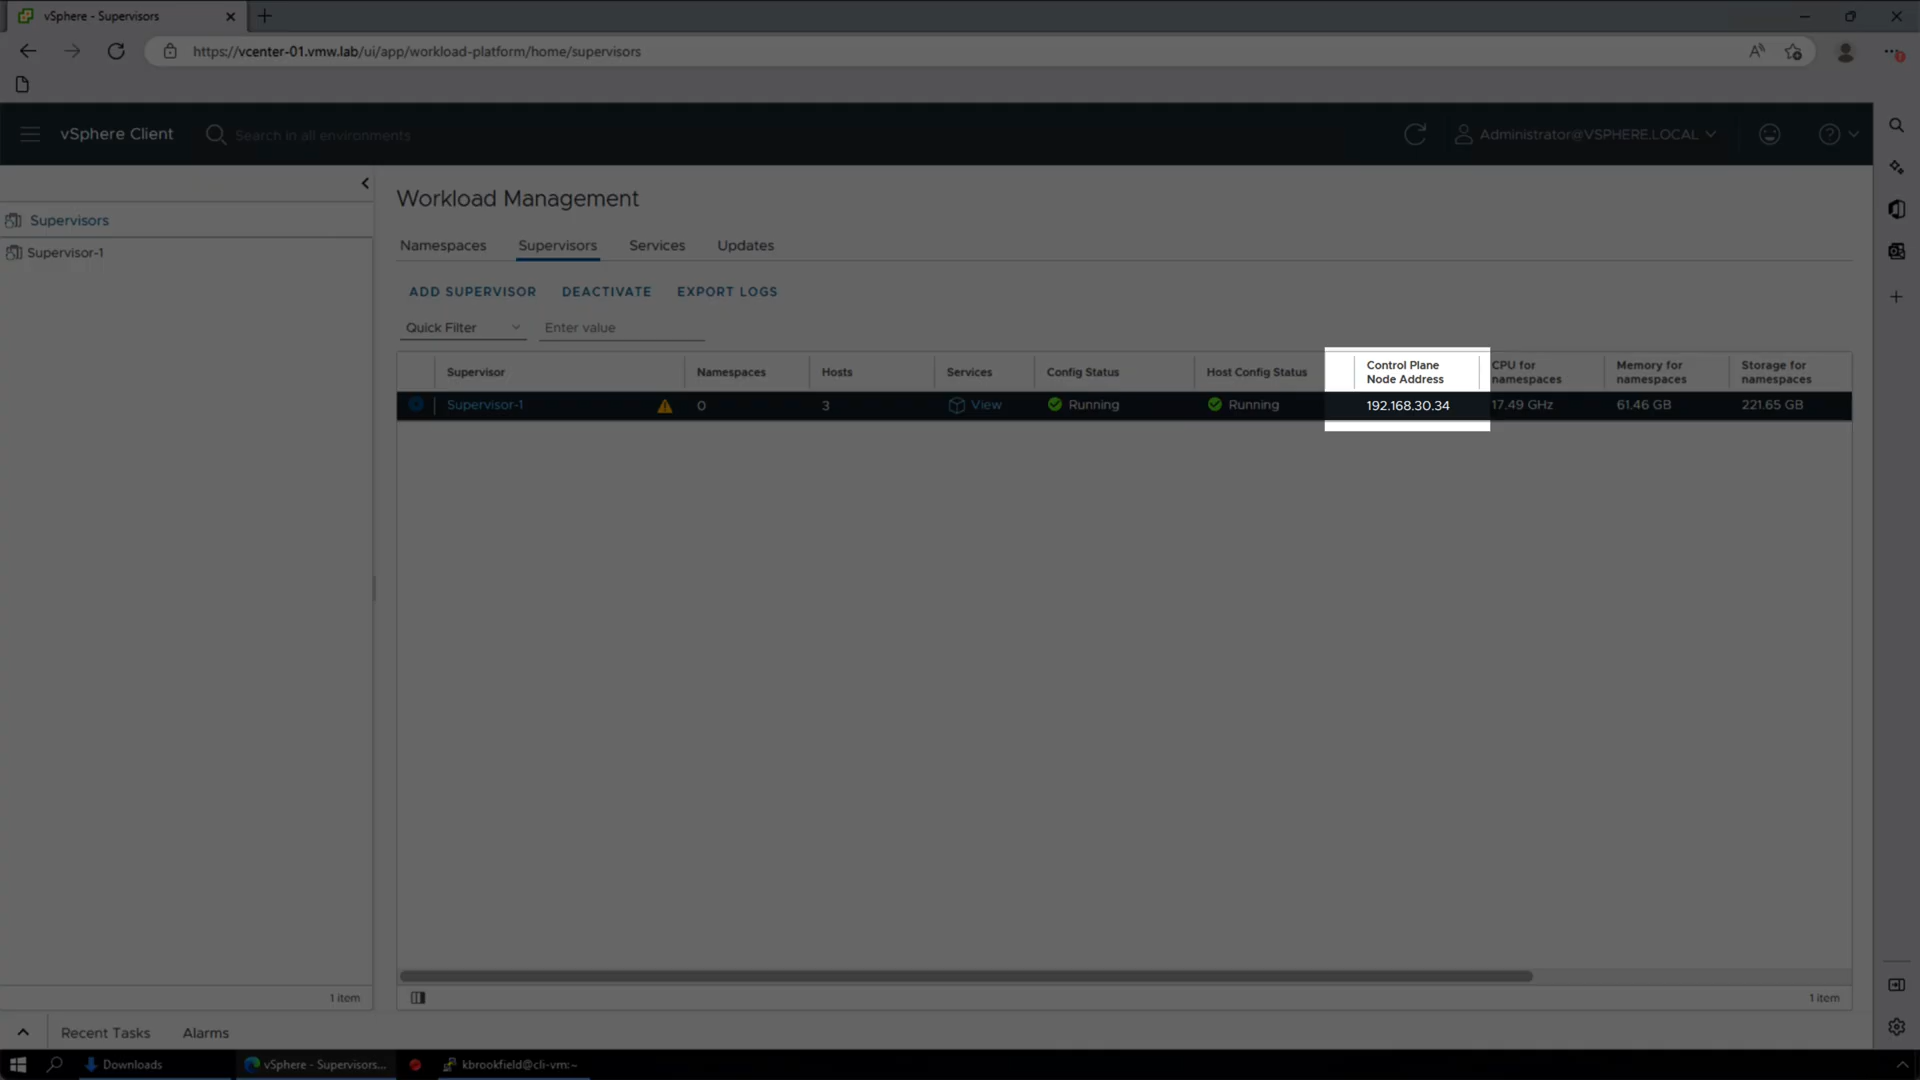 vSphere - Supervisors
https://vcenter-01.vmw.lab/ui/app/workload-platform/home/supervisors
vSphere Client
Search in all environments
Administrator@VSPHERE.LOCAL
Supervisors
Supervisor-1
Workload Management
Namespaces Supervisors Services Updates
ADD SUPERVISOR DEACTIVATE EXPORT LOGS
Quick Filter Enter value
Supervisor Namespaces Hosts Services Config Status Host Config Status Control Plane Node Address CPU for namespaces Memory for namespaces Storage for namespaces
Supervisor-1 0 3 View Running Running 192.168.30.34 17.49 GHz 61.46 GB 221.65 GB
1 item
1 item
Recent Tasks Alarms
Downloads
vSphere - Supervisors...
kbrookfield@cli-vm:~